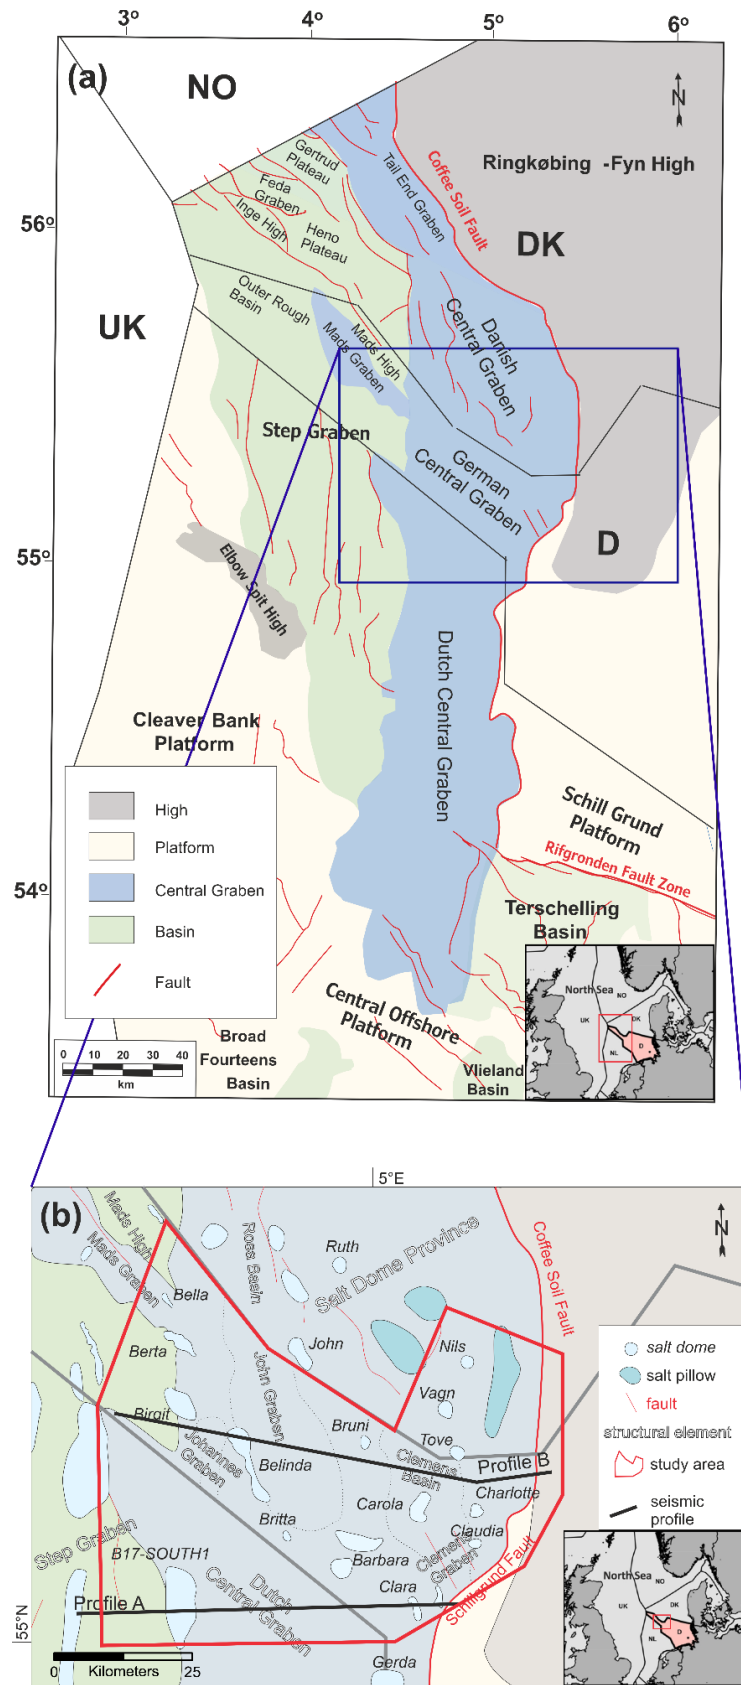 3°
4°
5°
6°
(a)
NO
N
Ringkøbing -Fyn High
Gertrud
Plateau
Tail End Graben
Coffee Soil Fault
Feda
Graben
Inge High
Heno
Plateau
56°
DK
UK
Outer Rough
Basin
Mads High
Mads Graben
Danish
Central Graben
Step Graben
German
Central Graben
D
55°
Elbow Spit High
Dutch Central Graben
Cleaver Bank
Platform
High
Platform
Central Graben
Basin
Fault
Schill Grund
Platform
Rifgronden Fault Zone
54°
Terschelling
Basin
Central Offshore
Platform
Broad
Fourteens
Basin
Vlieland
Basin
0 10 20 30 40
km
North Sea
NO
UK
DK
D
NL
5°E
(b)
N
Mads High
Mads Graben
Rosa Basin
Ruth
Salt Dome Province
Coffee Soil Fault
Bella
Berta
John
John Graben
Nils
Vagn
Birgit
Bruni
Tove
Johannes
Graben
Belinda
Clemens
Basin
Profile B
Charlotte
Carola
Britta
Claudia
Step Graben
B17-SOUTH1
Barbara
Clemens
Graben
Clara
Schillgrund Fault
Dutch
Central Graben
Profile A
55°N
0 25
Kilometers
Gerda
salt dome
salt pillow
fault
structural element
study area
seismic
profile
North Sea
NO
UK
DK
D
NL